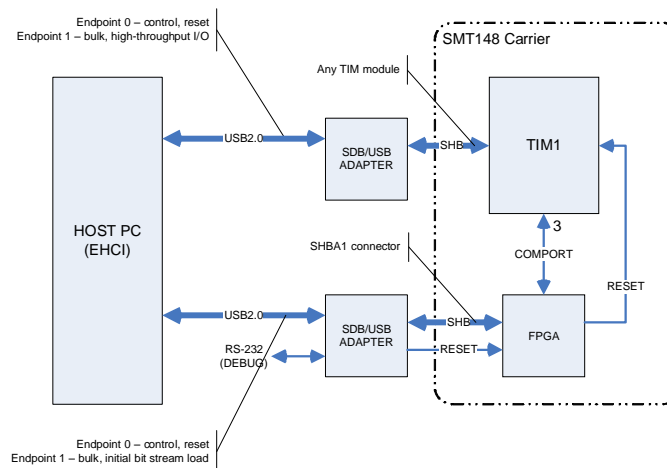 Endpoint 0 – control, reset
Endpoint 1 – bulk, high-throughput I/O
SMT148 Carrier
Any TIM module
USB2.0
SDB/USB
ADAPTER
SHB
TIM1
HOST PC
(EHCI)
SHBA1 connector
3
COMPORT
RESET
USB2.0
SDB/USB
ADAPTER
SHB
FPGA
RS-232
(DEBUG)
RESET
Endpoint 0 – control, reset
Endpoint 1 – bulk, initial bit stream load